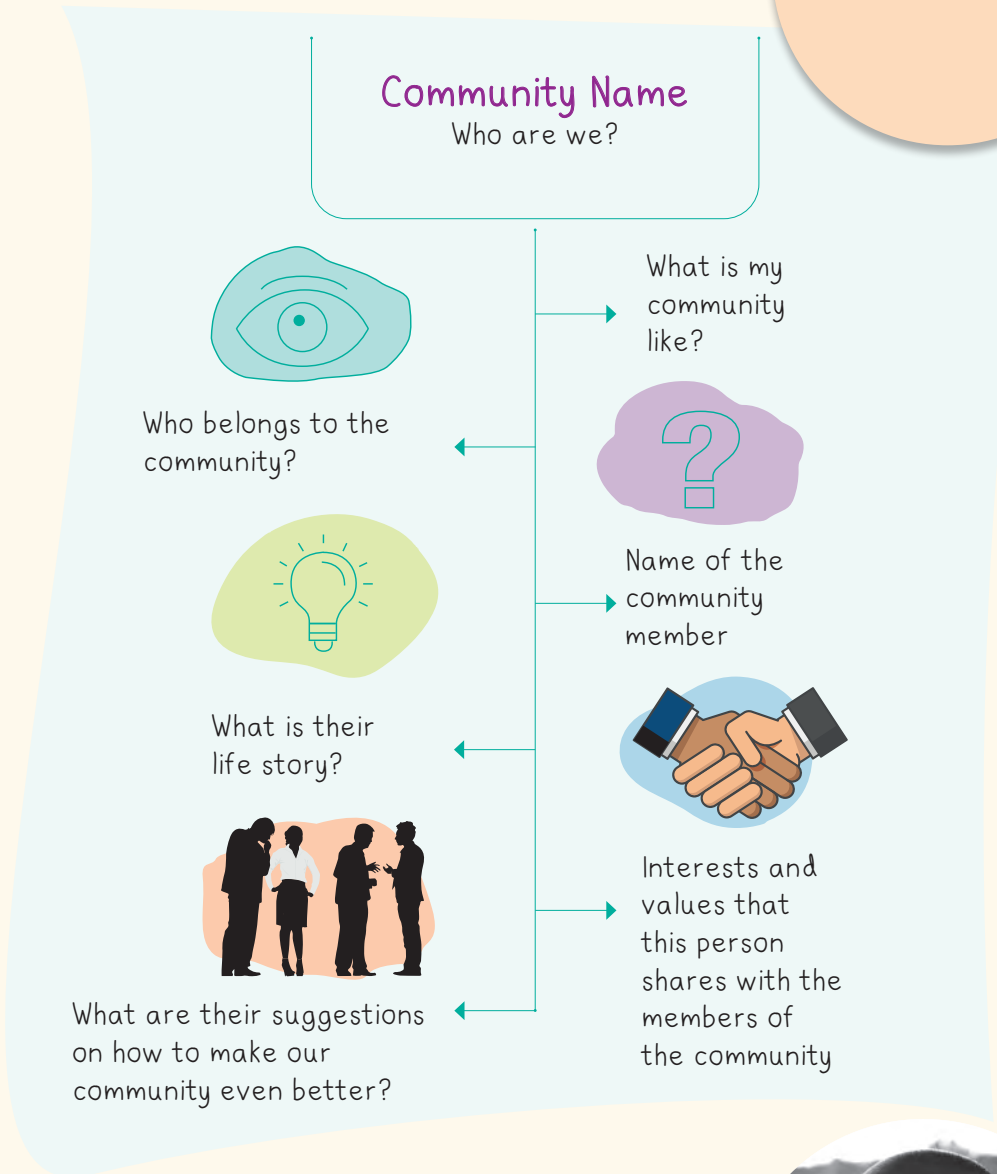 Community Name
Who are we?
What is my
community
like?
Who belongs to the
community?
Name of the
community
member
What is their
life story?
Interests and
values that
this person
shares with the
members of
the community
What are their suggestions
on how to make our
community even better?